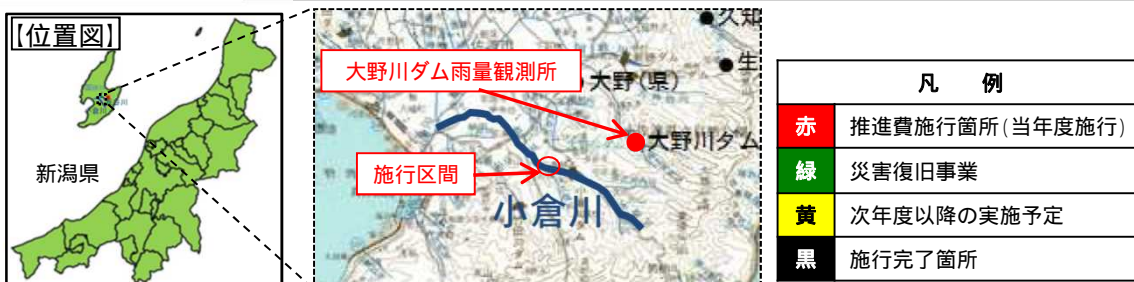 【位置図】
新潟県
大野川ダム雨量観測所
久知
生
大野(県)
大野川ダム
施行区間
小倉川
凡 例
赤 推進費施行箇所(当年度施行)
緑 災害復旧事業
黄 次年度以降の実施予定
黒 施行完了箇所